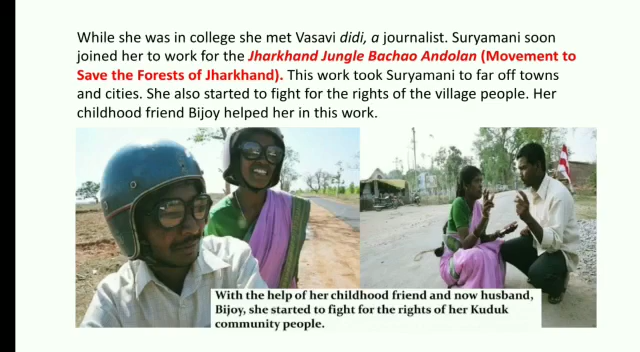 While she was in college she met Vasavi didi, a journalist. Suryamani soon
joined her to work for the Jharkhand Jungle Bachao Andolan (Movement to
Save the Forests of Jharkhand). This work took Suryamani to far off towns
and cities. She also started to fight for the rights of the village people. Her
childhood friend Bijoy helped her in this work.
With the help of her childhood friend and now husband,
Bijoy, she started to fight for the rights of her Kuduk
community people.